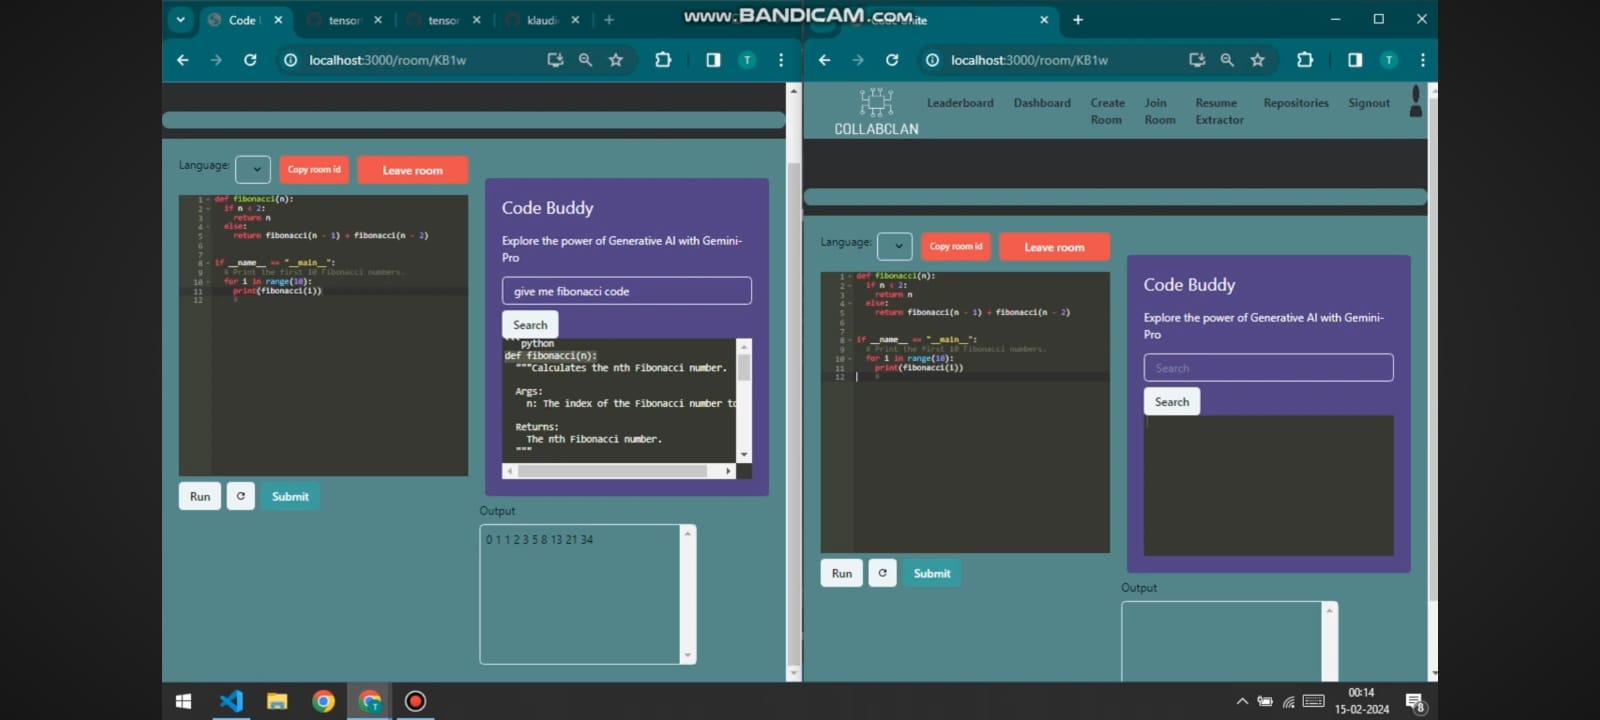 www.BANDICAM.com
Code
tensor
tensor
klaudi
localhost:3000/room/KB1w
T
Language:
Copy room id
Leave room
1 def fibonacci(n):
2 if n < 2:
3 return n
4 else:
5 return fibonacci(n - 1) + fibonacci(n - 2)
6
7
8 if __name__ == "__main__":
9 # Print the first 10 Fibonacci numbers.
10 for i in range(10):
11 print(fibonacci(i))
12 #
Run
Submit
Code Buddy
Explore the power of Generative AI with Gemini-
Pro
give me fibonacci code
Search
```python
def fibonacci(n):
"""Calculates the nth Fibonacci number.
Args:
n: The index of the Fibonacci number to
Returns:
The nth Fibonacci number.
"""
Output
0 1 1 2 3 5 8 13 21 34
localhost:3000/room/KB1w
T
COLLABCLAN
Leaderboard
Dashboard
Create
Room
Join
Room
Resume
Extractor
Repositories
Signout
Language:
Copy room id
Leave room
1 def fibonacci(n):
2 if n < 2:
3 return n
4 else:
5 return fibonacci(n - 1) + fibonacci(n - 2)
6
7
8 if __name__ == "__main__":
9 # Print the first 10 Fibonacci numbers.
10 for i in range(10):
11 print(fibonacci(i))
12 #
Run
Submit
Code Buddy
Explore the power of Generative AI with Gemini-
Pro
Search
Search
Output
T
00:14
15-02-2024
8